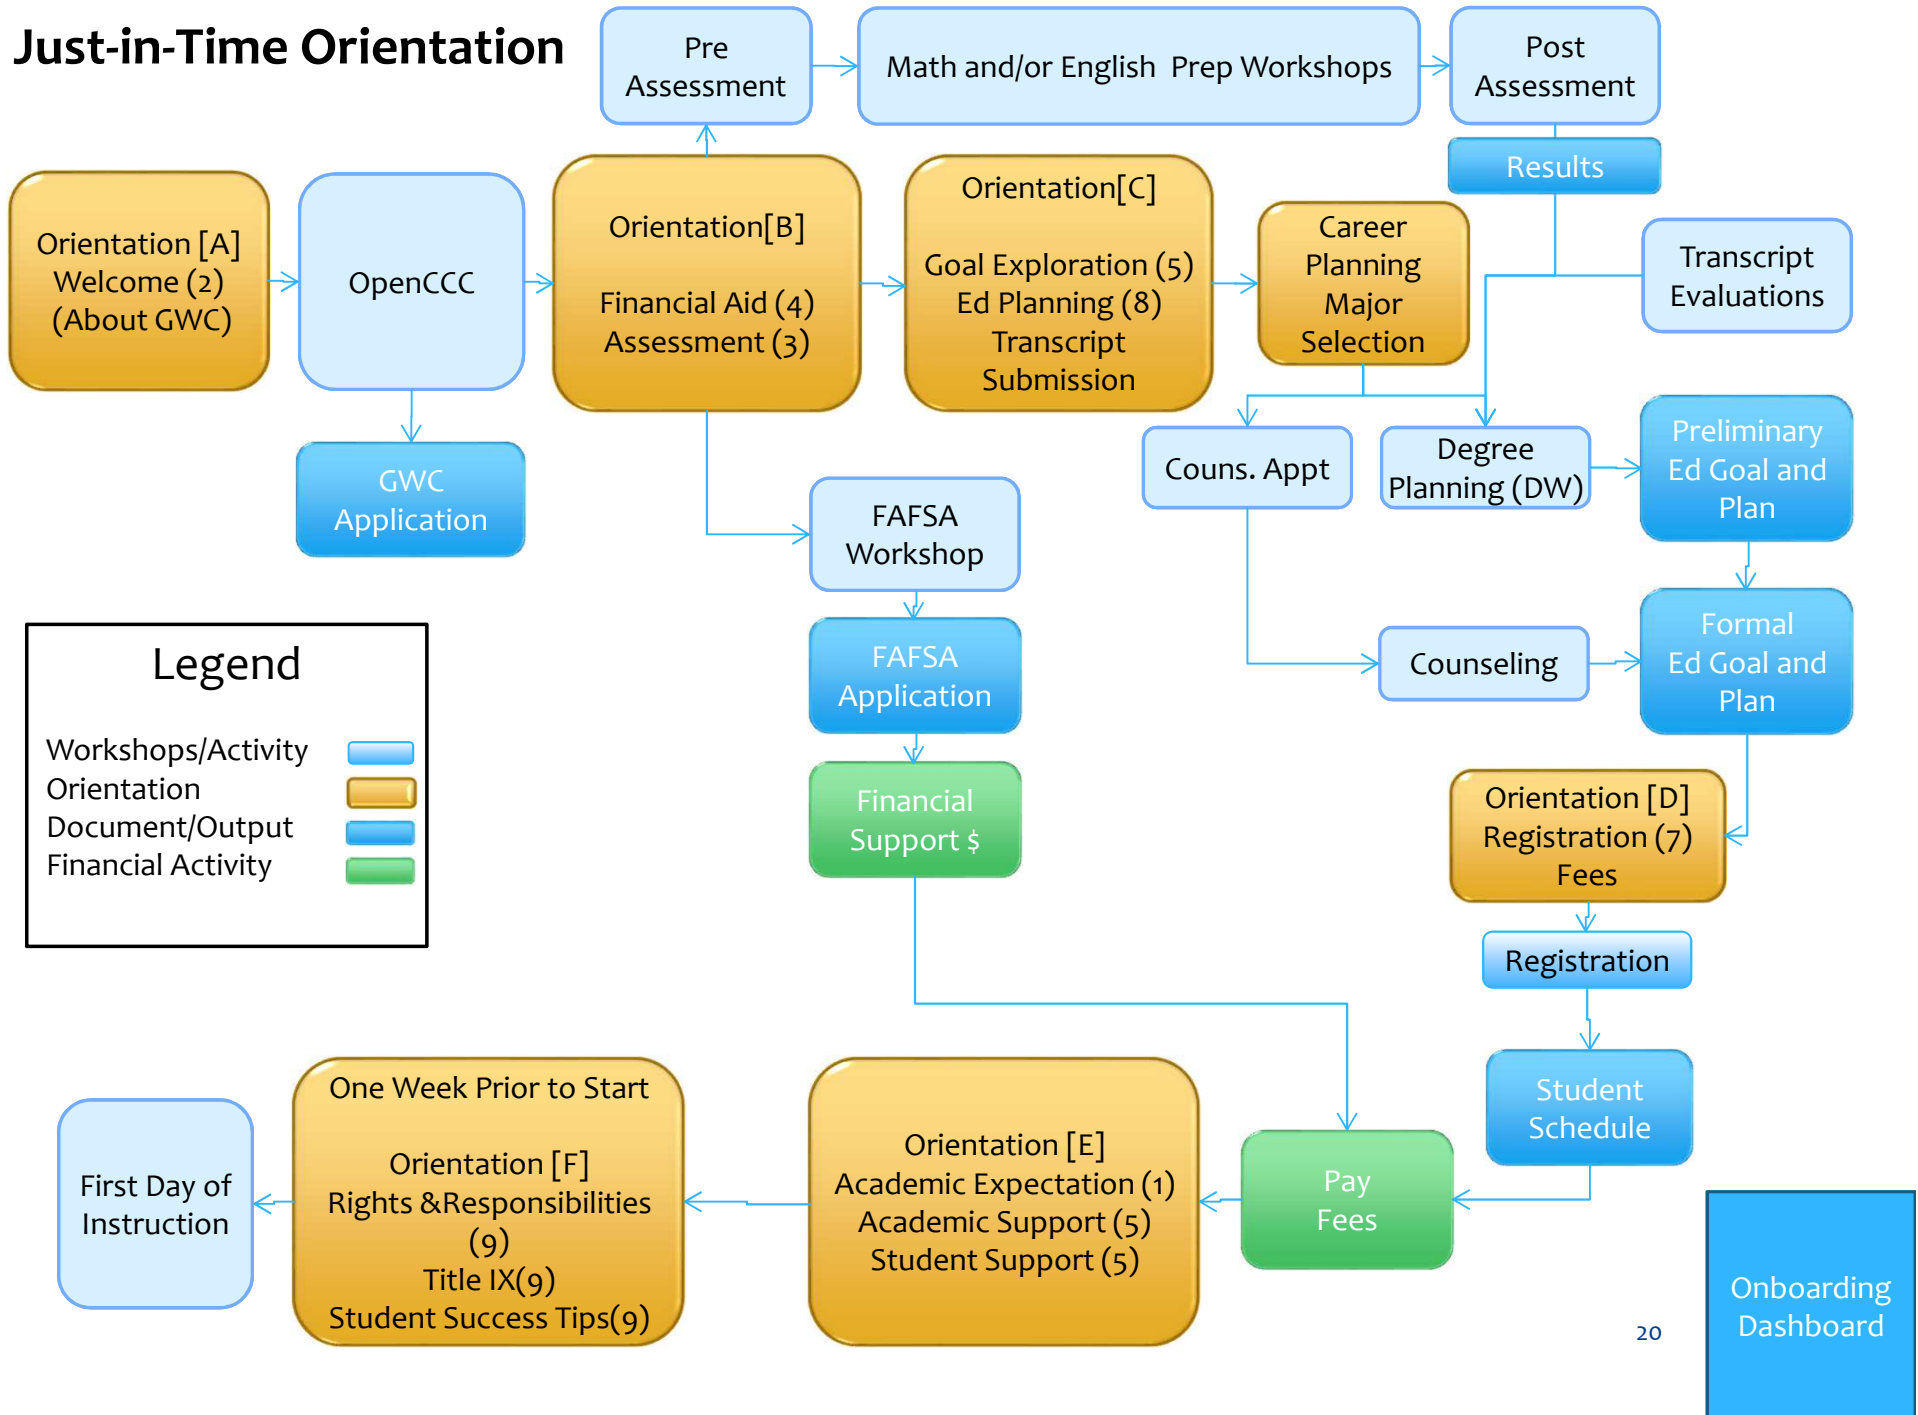 Just-in-Time Orientation
Pre
Assessment
Math and/or English  Prep Workshops
Post
Assessment
Results
Orientation [A]
Welcome (2)
(About GWC)
OpenCCC
Orientation[B]
Financial Aid (4)
Assessment (3)
Orientation[C]
Goal Exploration (5)
Ed Planning (8)
Transcript
Submission
Career
Planning
Major
Selection
Transcript
Evaluations
GWC
Application
Couns. Appt
Degree
Planning (DW)
Preliminary
Ed Goal and
Plan
FAFSA
Workshop
FAFSA
Application
Financial
Support $
Counseling
Formal
Ed Goal and
Plan
Legend
Workshops/Activity
Orientation
Document/Output
Financial Activity
Orientation [D]
Registration (7)
Fees
Registration
Student
Schedule
Pay
Fees
Orientation [E]
Academic Expectation (1)
Academic Support (5)
Student Support (5)
One Week Prior to Start
Orientation [F]
Rights &Responsibilities
(9)
Title IX(9)
Student Success Tips(9)
First Day of
Instruction
20
Onboarding
Dashboard